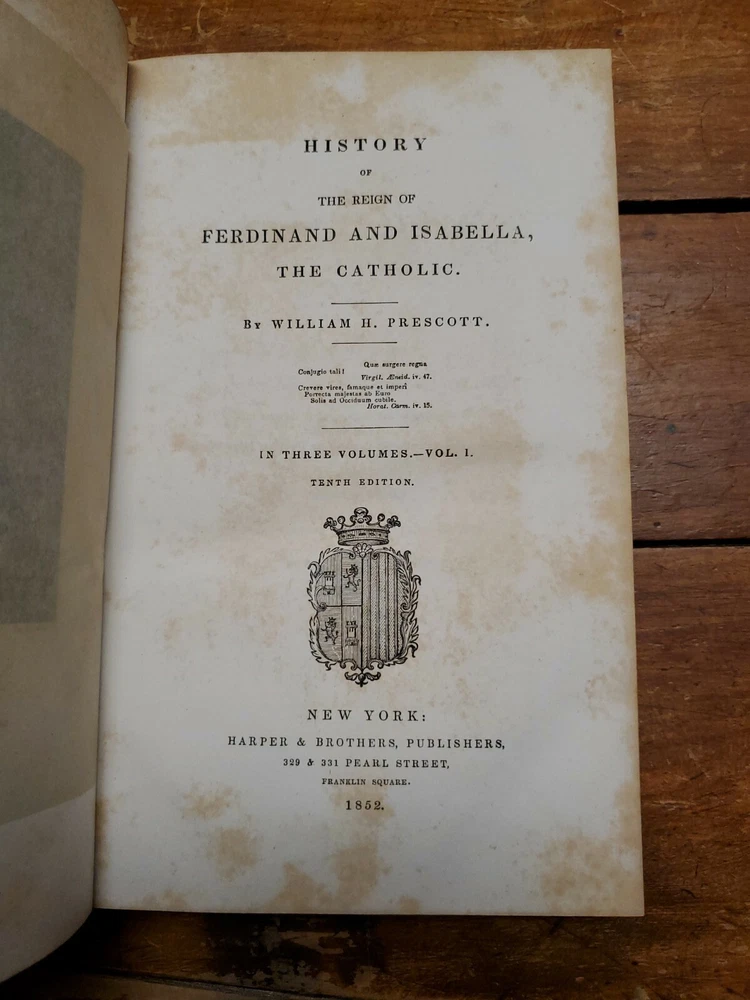 HISTORY
OF
THE REIGN OF
FERDINAND AND ISABELLA,
THE CATHOLIC.
BY WILLIAM H. PRESCOTT.
Quæ surgere regna
Conjugio tali!
Virgil. Æneid. iv. 47.
Crevere vires, famaque et imperi
Porrecta majestas ab Euro
Solis ad Occiduum cubile.
Horat. Carm. iv. 15.
IN THREE VOLUMES.—VOL. I.
TENTH EDITION.
NEW YORK:
HARPER & BROTHERS, PUBLISHERS,
329 & 331 PEARL STREET,
FRANKLIN SQUARE.
1852.